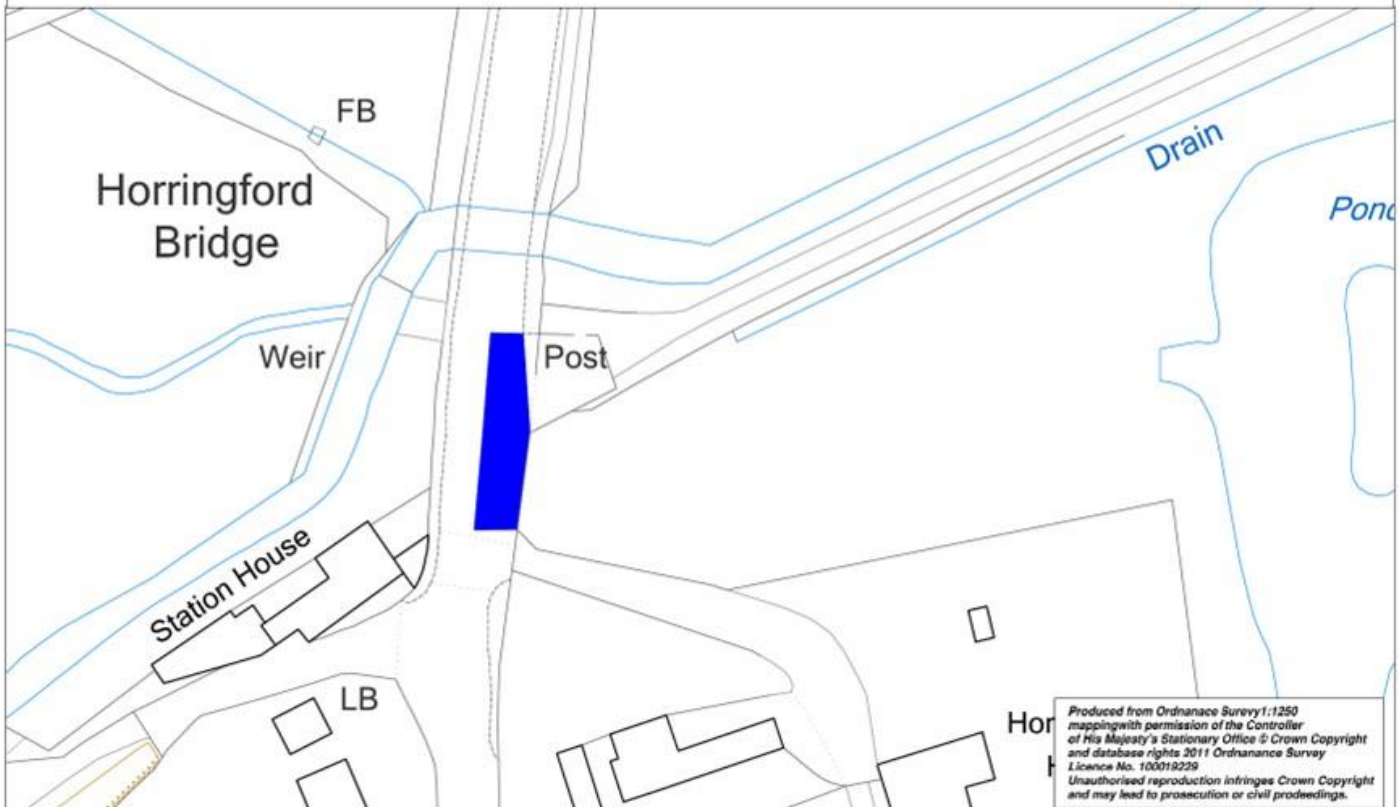 FB
Horringford
Bridge
Drain
Pond
Weir
Post
Station House
LB
Hor
H
Produced from Ordnanace Surevy1:1250
mappingwith permission of the Controller
of His Majesty's Stationary Office © Crown Copyright
and database rights 2011 Ordnanance Survey
Licence No. 100019229
Unauthorised reproduction infringes Crown Copyright
and may lead to prosecution or civil prodeedings.